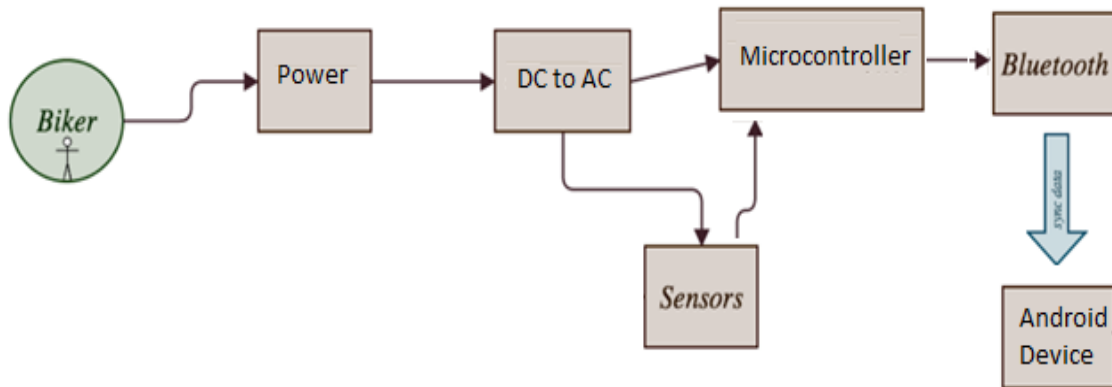 Biker
Power
DC to AC
Microcontroller
Bluetooth
Sensors
sync data
Android
Device